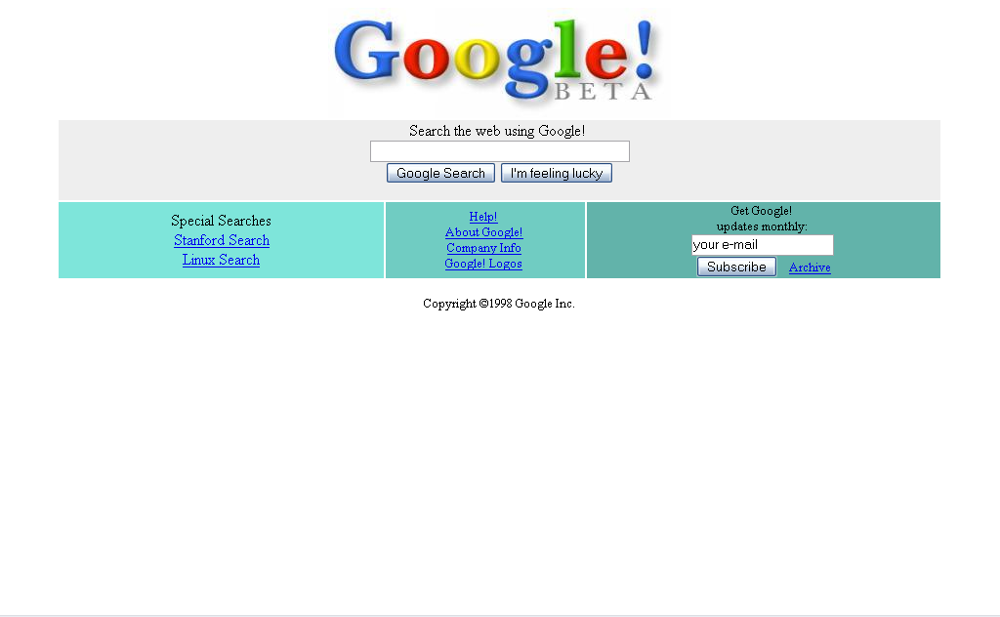 Google!
BETA
Search the web using Google!
Google Search I'm feeling lucky
Special Searches
Stanford Search
Linux Search
Help!
About Google!
Company Info
Google! Logos
Get Google!
updates monthly:
your e-mail
Subscribe Archive
Copyright ©1998 Google Inc.